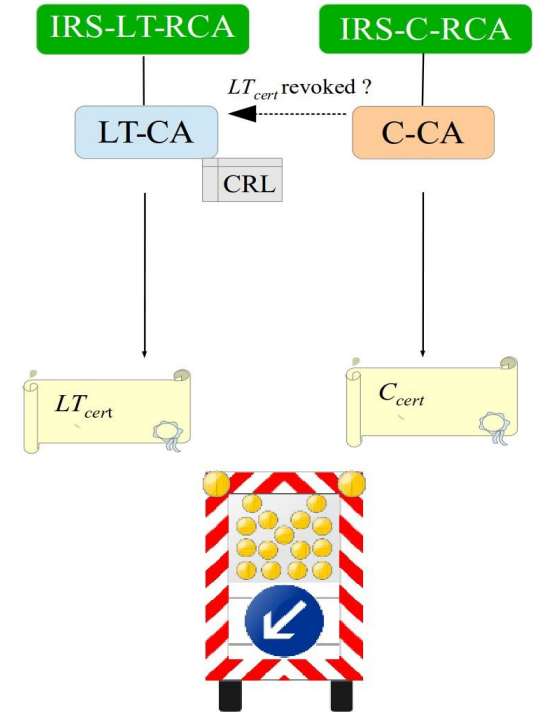 IRS-LT-RCA
IRS-C-RCA
LTcert revoked ?
LT-CA
C-CA
CRL
LTcert
Ccert